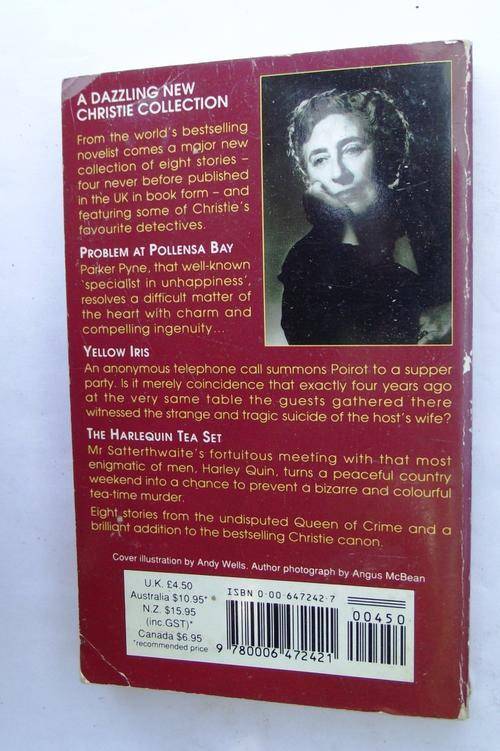 A DAZZLING NEW
CHRISTIE COLLECTION
From the world's bestselling
novelist comes a major new
collection of eight stories –
four never before published
in the UK in book form – and
featuring some of Christie's
favourite detectives.
PROBLEM AT POLLENSA BAY
Parker Pyne, that well-known
'specialist in unhappiness',
resolves a difficult matter of
the heart with charm and
compelling ingenuity...
YELLOW IRIS
An anonymous telephone call summons Poirot to a supper
party. Is it merely coincidence that exactly four years ago
at the very same table the guests gathered there
witnessed the strange and tragic suicide of the host's wife?
THE HARLEQUIN TEA SET
Mr Satterthwaite's fortuitous meeting with that most
enigmatic of men, Harley Quin, turns a peaceful country
weekend into a chance to prevent a bizarre and colourful
tea-time murder.
Eight stories from the undisputed Queen of Crime and a
brilliant addition to the bestselling Christie canon.
Cover illustration by Andy Wells. Author photograph by Angus McBean
U.K. £4.50
Australia $10.95*
N.Z. $15.95
(inc.GST)*
Canada $6.95
*recommended price
ISBN 0-00-647242-7
00450
9 780006 472421